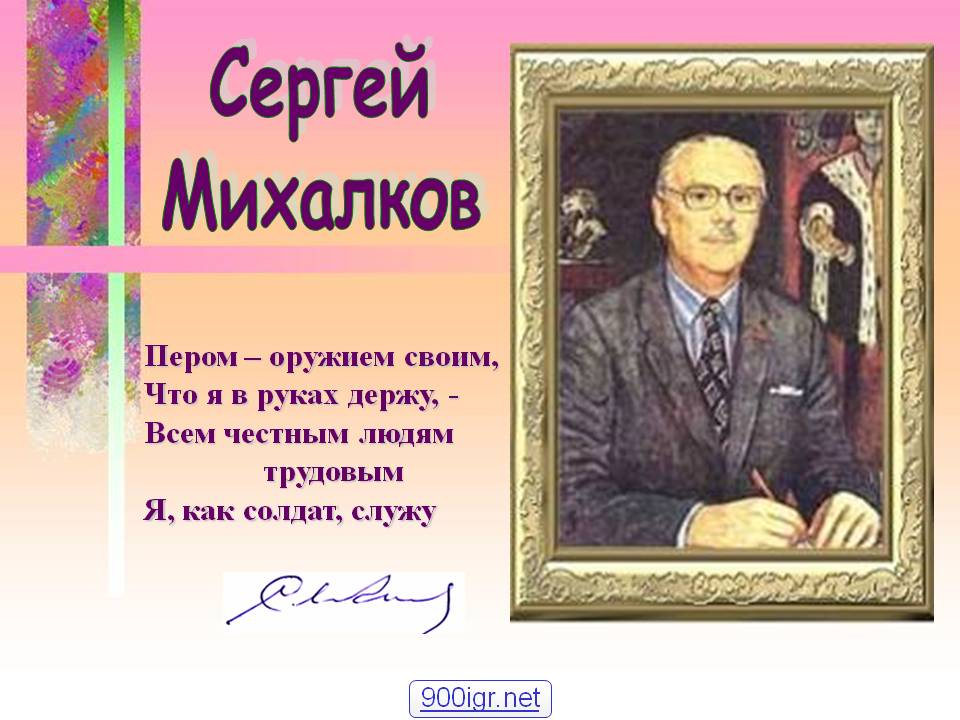 Сергей
Михалков
Пером – оружием своим,
Что я в руках держу, -
Всем честным людям
трудовым
Я, как солдат, служу
900igr.net